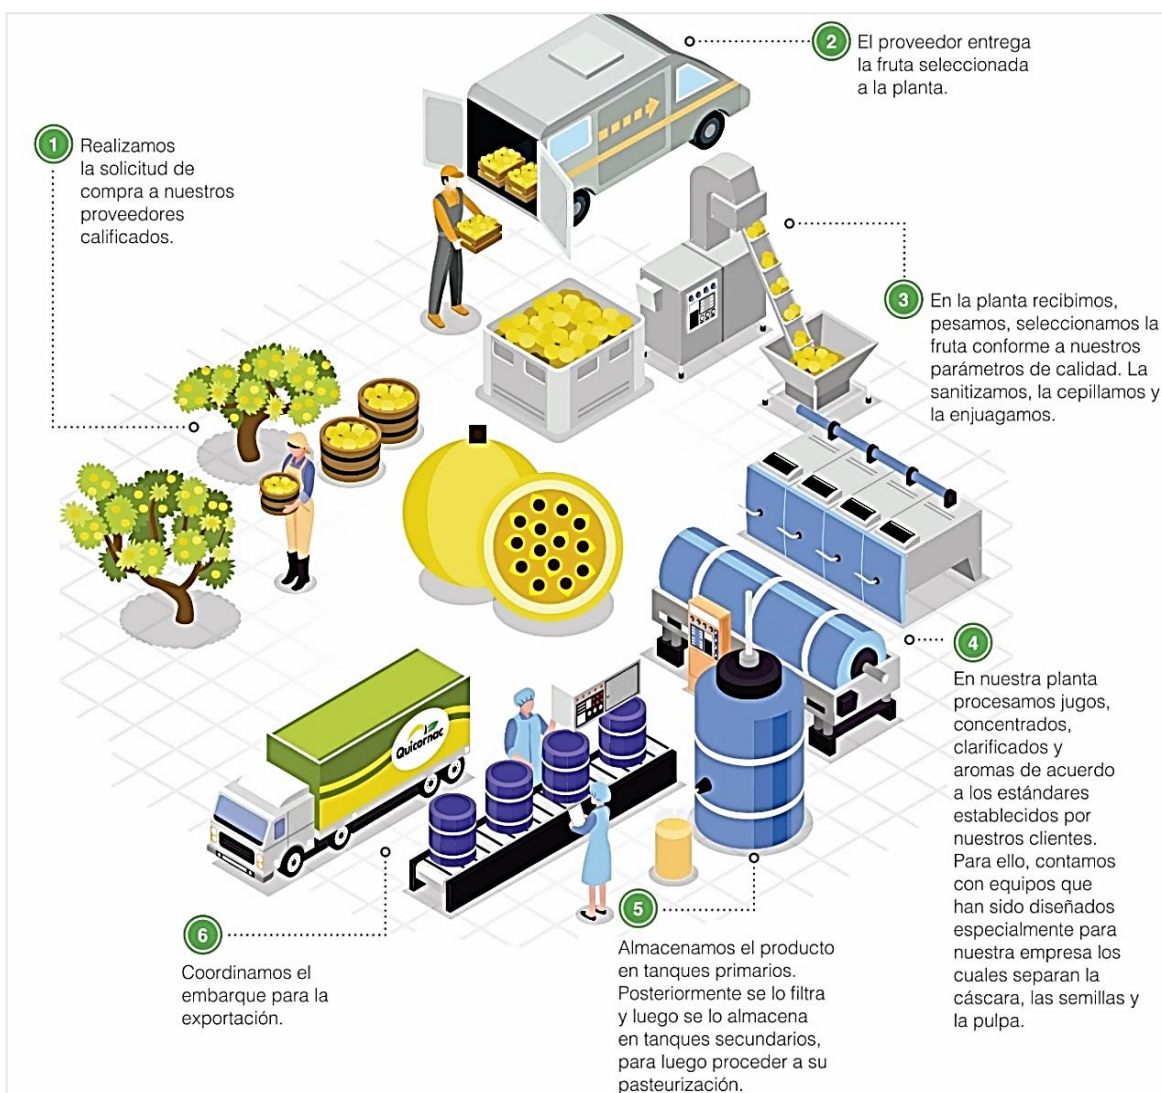 1
Realizamos
la solicitud de
compra a nuestros
proveedores
calificados.
2
El proveedor entrega
la fruta seleccionada
a la planta.
3
En la planta recibimos,
pesamos, seleccionamos la
fruta conforme a nuestros
parámetros de calidad. La
sanitizamos, la cepillamos y
la enjuagamos.
4
En nuestra planta
procesamos jugos,
concentrados,
clarificados y
aromas de acuerdo
a los estándares
establecidos por
nuestros clientes.
Para ello, contamos
con equipos que
han sido diseñados
especialmente para
nuestra empresa los
cuales separan la
cáscara, las semillas y
la pulpa.
5
Almacenamos el producto
en tanques primarios.
Posteriormente se lo filtra
y luego se lo almacena
en tanques secundarios,
para luego proceder a su
pasteurización.
6
Coordinamos el
embarque para la
exportación.
Quicornac